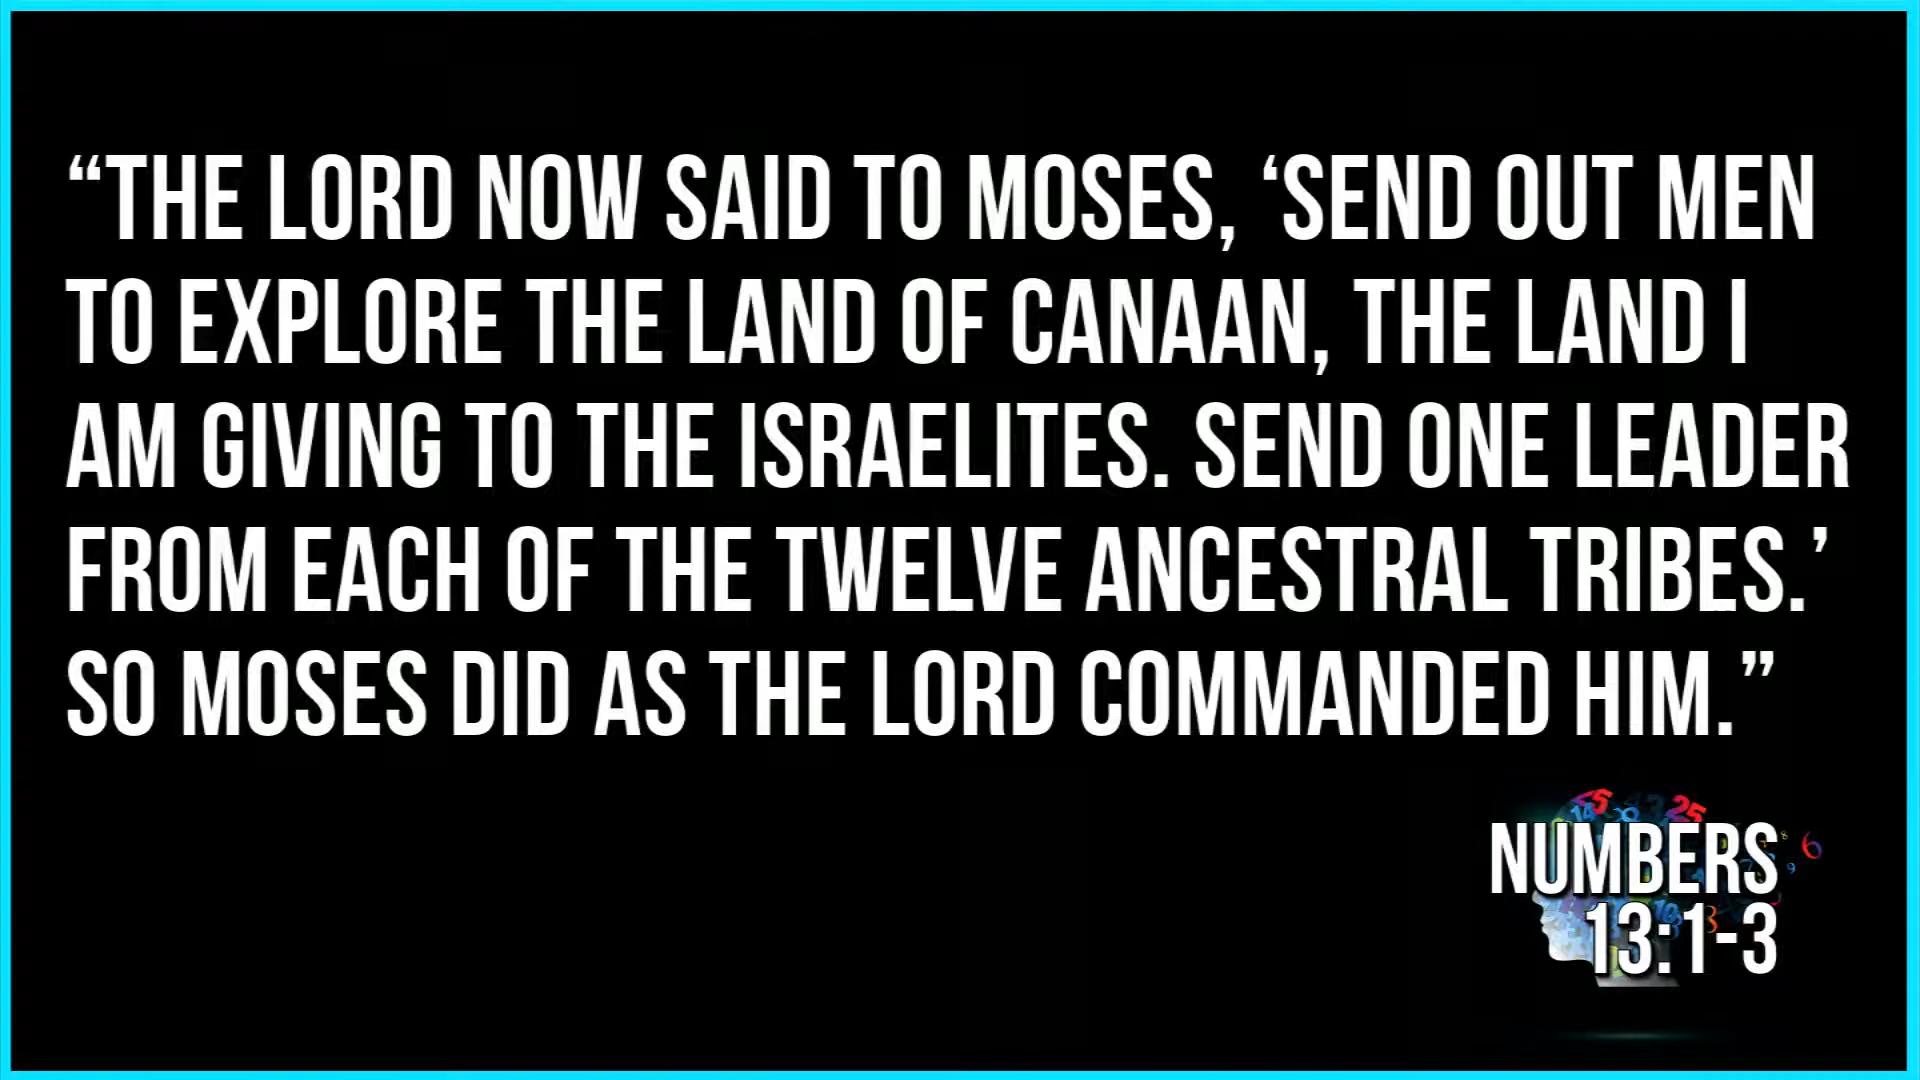 “THE LORD NOW SAID TO MOSES, ‘SEND OUT MEN
TO EXPLORE THE LAND OF CANAAN, THE LAND I
AM GIVING TO THE ISRAELITES. SEND ONE LEADER
FROM EACH OF THE TWELVE ANCESTRAL TRIBES.’
SO MOSES DID AS THE LORD COMMANDED HIM.”
NUMBERS
13:1-3